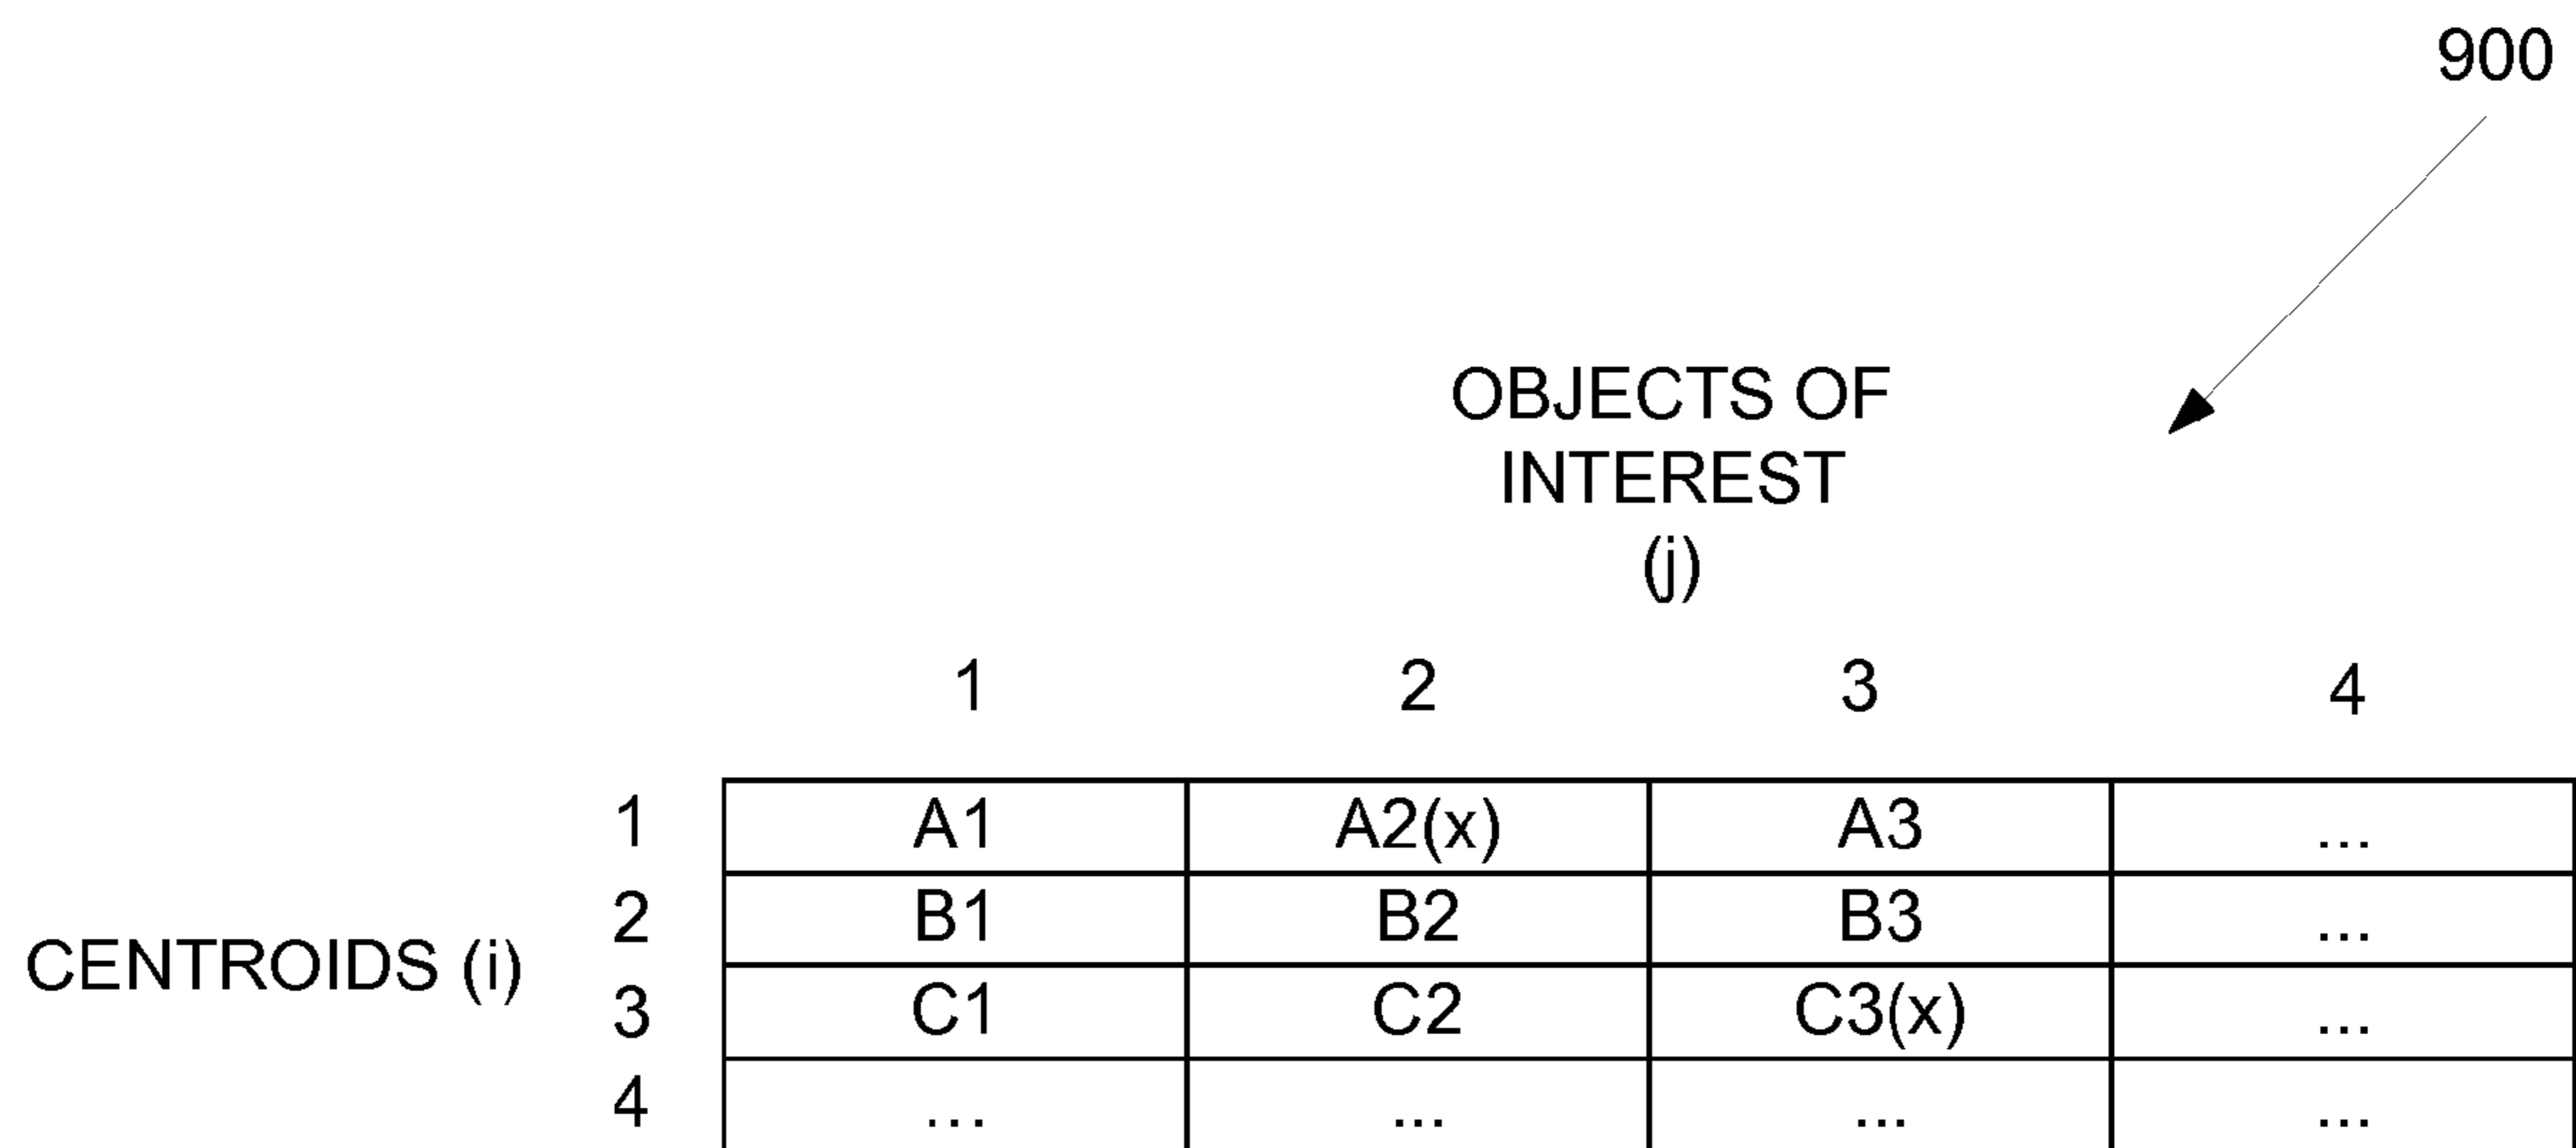 900
OBJECTS OF
INTEREST
(j)
1 2 3 4
1 A1 A2(x) A3 ...
2 B1 B2 B3 ...
CENTROIDS (i)
3 C1 C2 C3(x) ...
4 ... ... ... ...